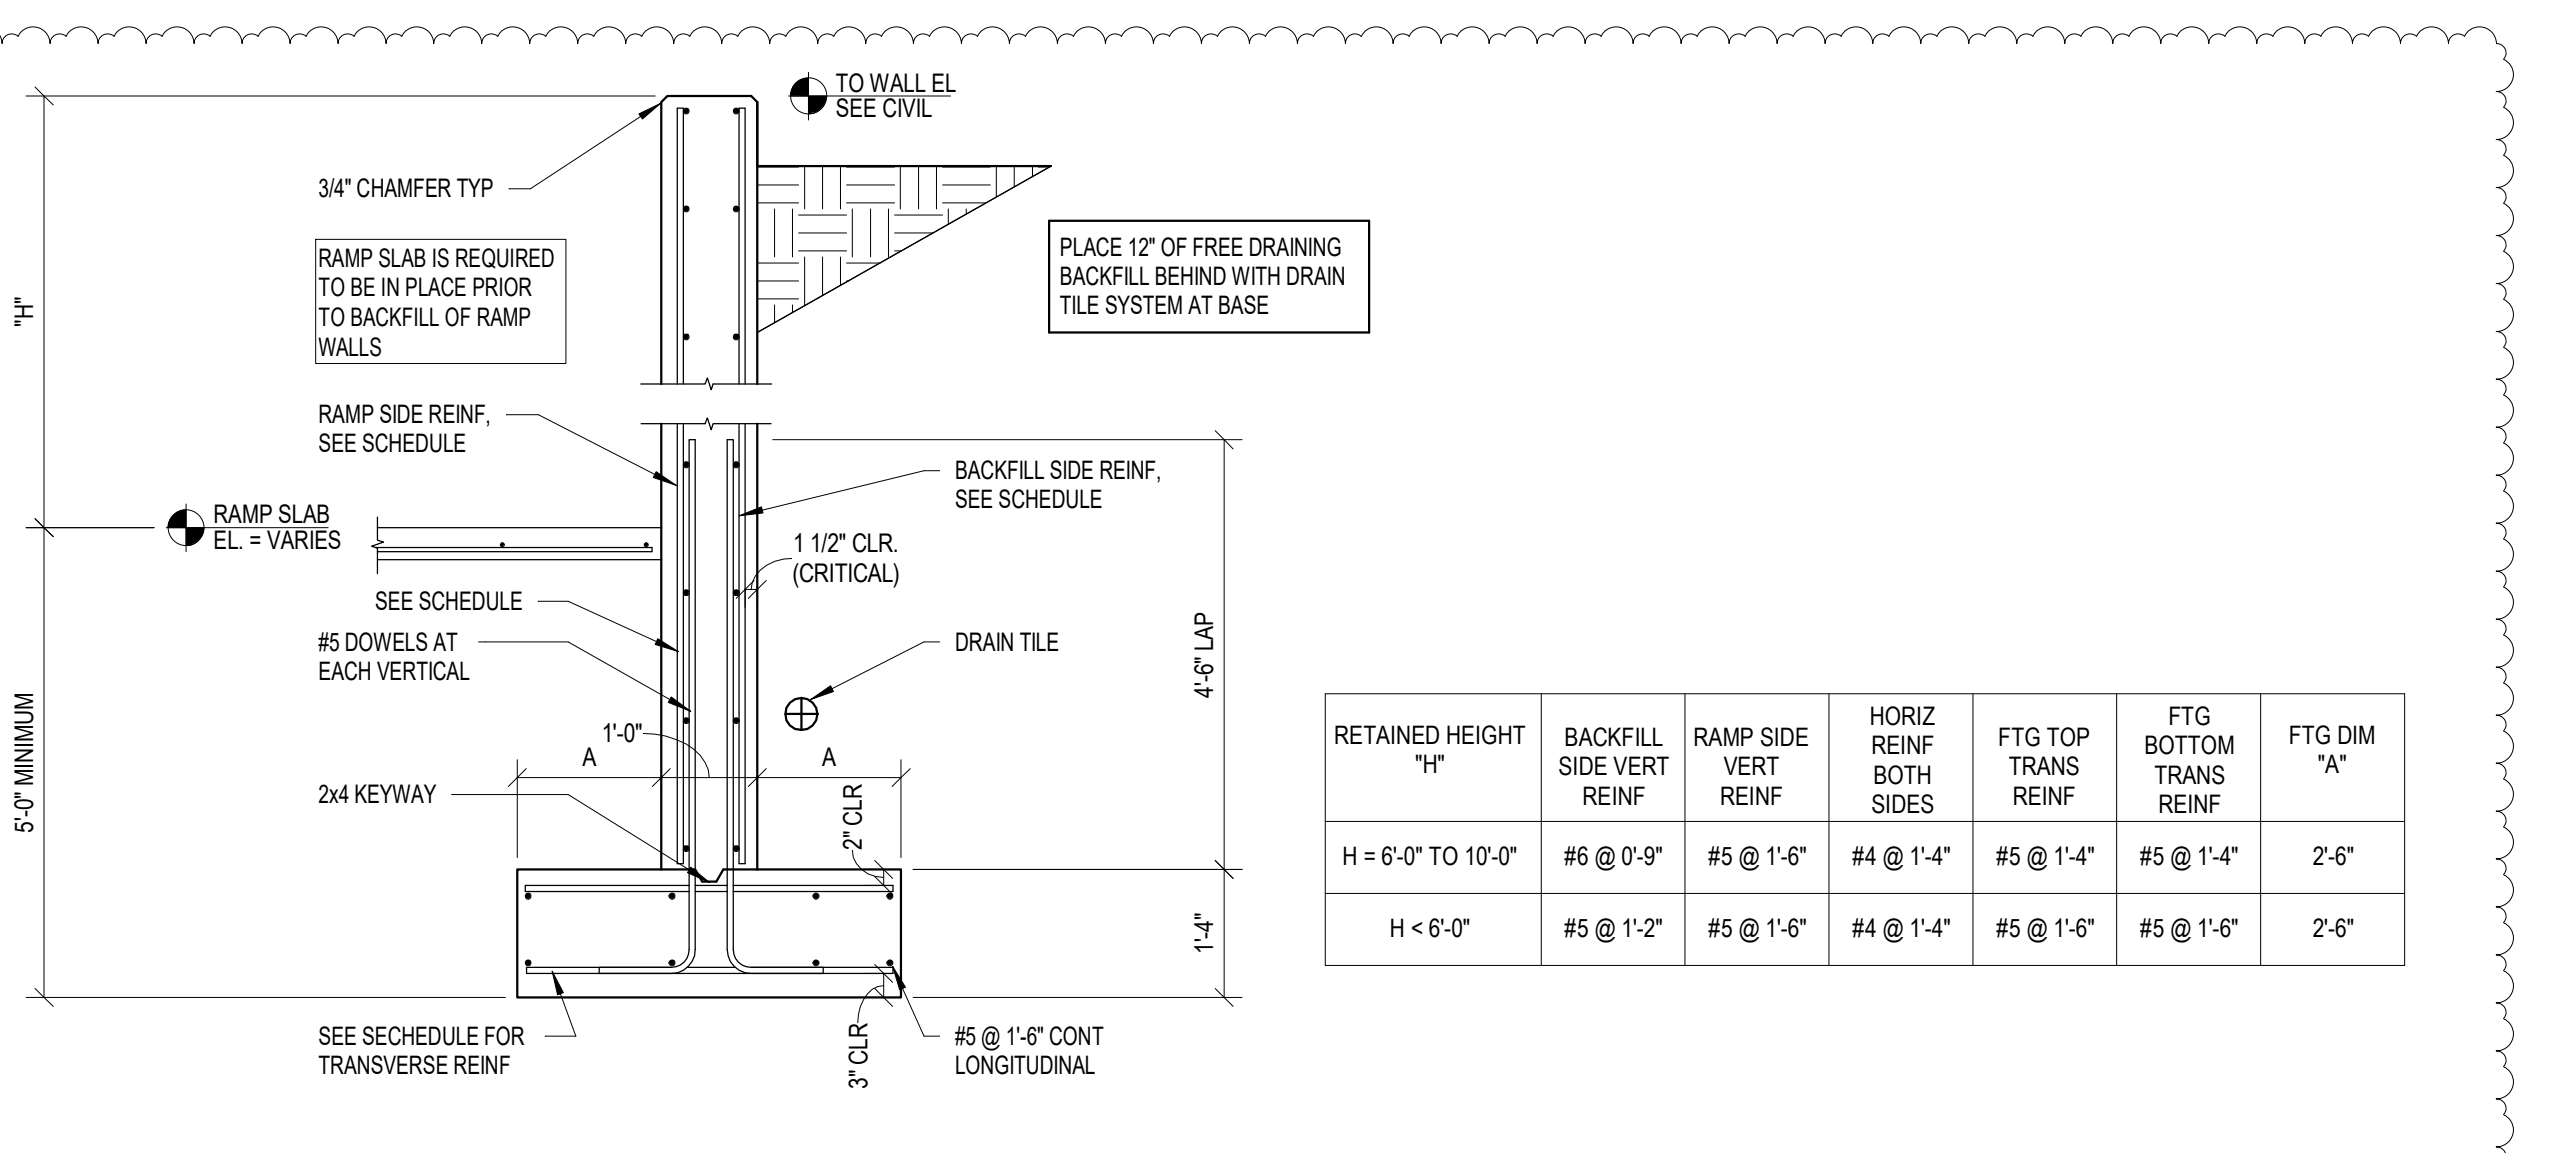 TO WALL EL
SEE CIVIL
3/4" CHAMFER TYP
RAMP SLAB IS REQUIRED
TO BE IN PLACE PRIOR
TO BACKFILL OF RAMP
WALLS
PLACE 12" OF FREE DRAINING
BACKFILL BEHIND WITH DRAIN
TILE SYSTEM AT BASE
"H"
RAMP SIDE REINF,
SEE SCHEDULE
BACKFILL SIDE REINF,
SEE SCHEDULE
RAMP SLAB
EL. = VARIES
1 1/2" CLR.
(CRITICAL)
SEE SCHEDULE
#5 DOWELS AT
EACH VERTICAL
DRAIN TILE
4'-6" LAP
5'-0" MINIMUM
1'-0"
A
A
2x4 KEYWAY
2" CLR
1'-4"
3" CLR
SEE SECHEDULE FOR
TRANSVERSE REINF
#5 @ 1'-6" CONT
LONGITUDINAL
RETAINED HEIGHT
"H"
BACKFILL
SIDE VERT
REINF
RAMP SIDE
VERT
REINF
HORIZ
REINF
BOTH
SIDES
FTG TOP
TRANS
REINF
FTG
BOTTOM
TRANS
REINF
FTG DIM
"A"
H = 6'-0" TO 10'-0" #6 @ 0'-9" #5 @ 1'-6" #4 @ 1'-4" #5 @ 1'-4" #5 @ 1'-4" 2'-6"
H < 6'-0" #5 @ 1'-2" #5 @ 1'-6" #4 @ 1'-4" #5 @ 1'-6" #5 @ 1'-6" 2'-6"